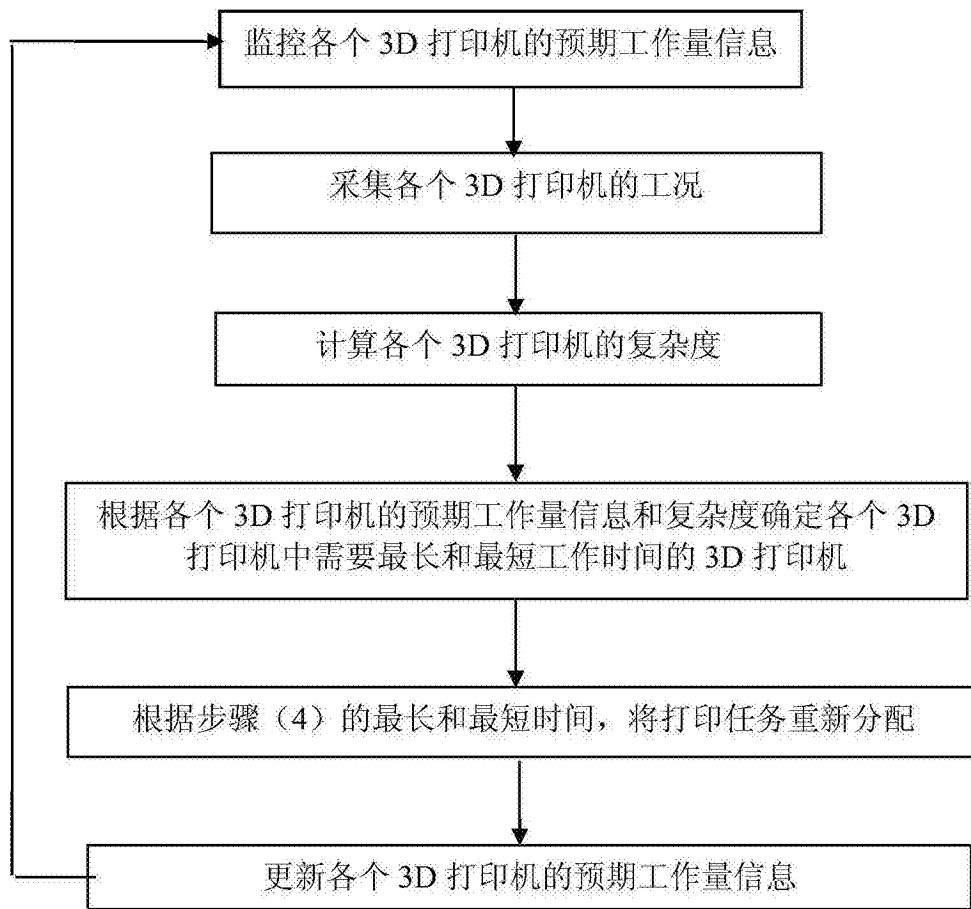 监控各个 3D 打印机的预期工作量信息
采集各个 3D 打印机的工况
计算各个 3D 打印机的复杂度
根据各个 3D 打印机的预期工作量信息和复杂度确定各个 3D
打印机中需要最长和最短工作时间的 3D 打印机
根据步骤（4）的最长和最短时间，将打印任务重新分配
更新各个 3D 打印机的预期工作量信息